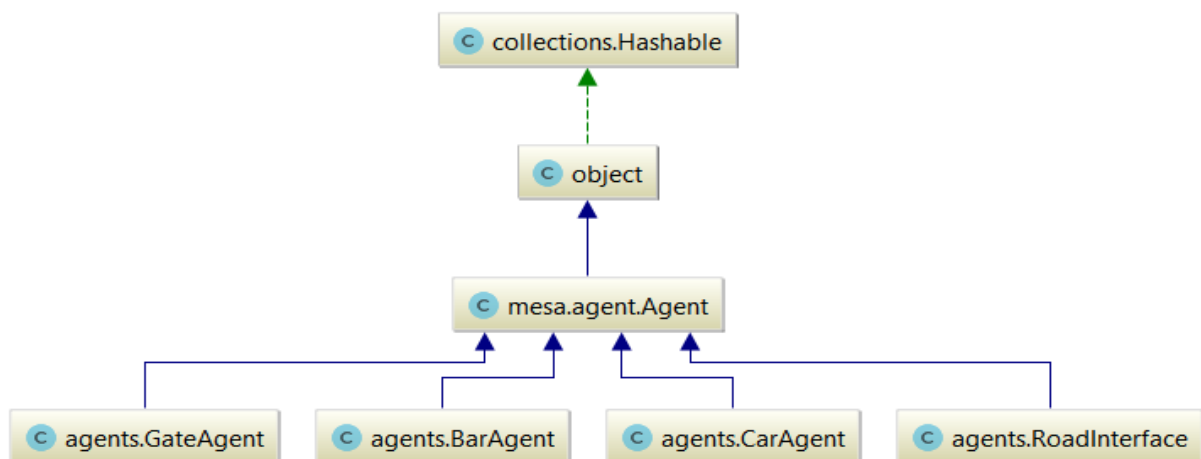 C collections.Hashable
C object
C mesa.agent.Agent
C agents.GateAgent C agents.BarAgent C agents.CarAgent C agents.RoadInterface